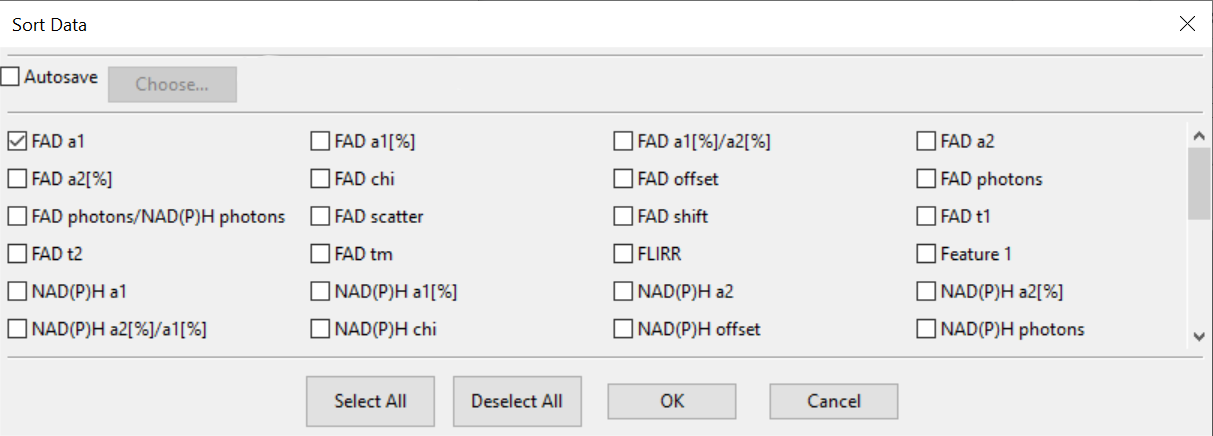 Sort Data
Autosave Choose...
FAD a1 FAD a1[%] FAD a1[%]/a2[%] FAD a2
FAD a2[%] FAD chi FAD offset FAD photons
FAD photons/NAD(P)H photons FAD scatter FAD shift FAD t1
FAD t2 FAD tm FLIRR Feature 1
NAD(P)H a1 NAD(P)H a1[%] NAD(P)H a2 NAD(P)H a2[%]
NAD(P)H a2[%]/a1[%] NAD(P)H chi NAD(P)H offset NAD(P)H photons
Select All Deselect All OK Cancel